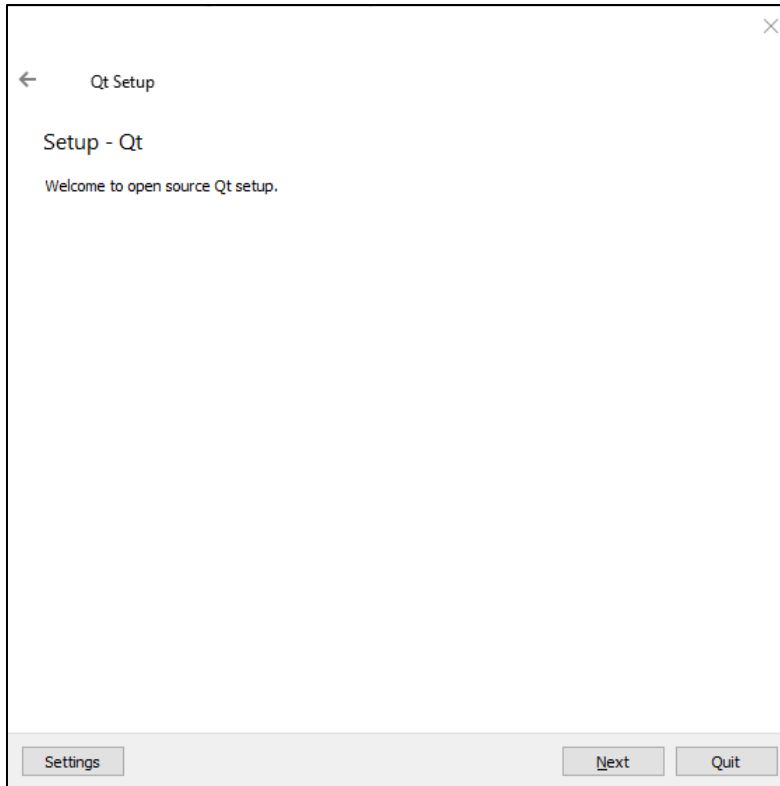 Qt Setup
Setup - Qt
Welcome to open source Qt setup.
Settings
Next
Quit